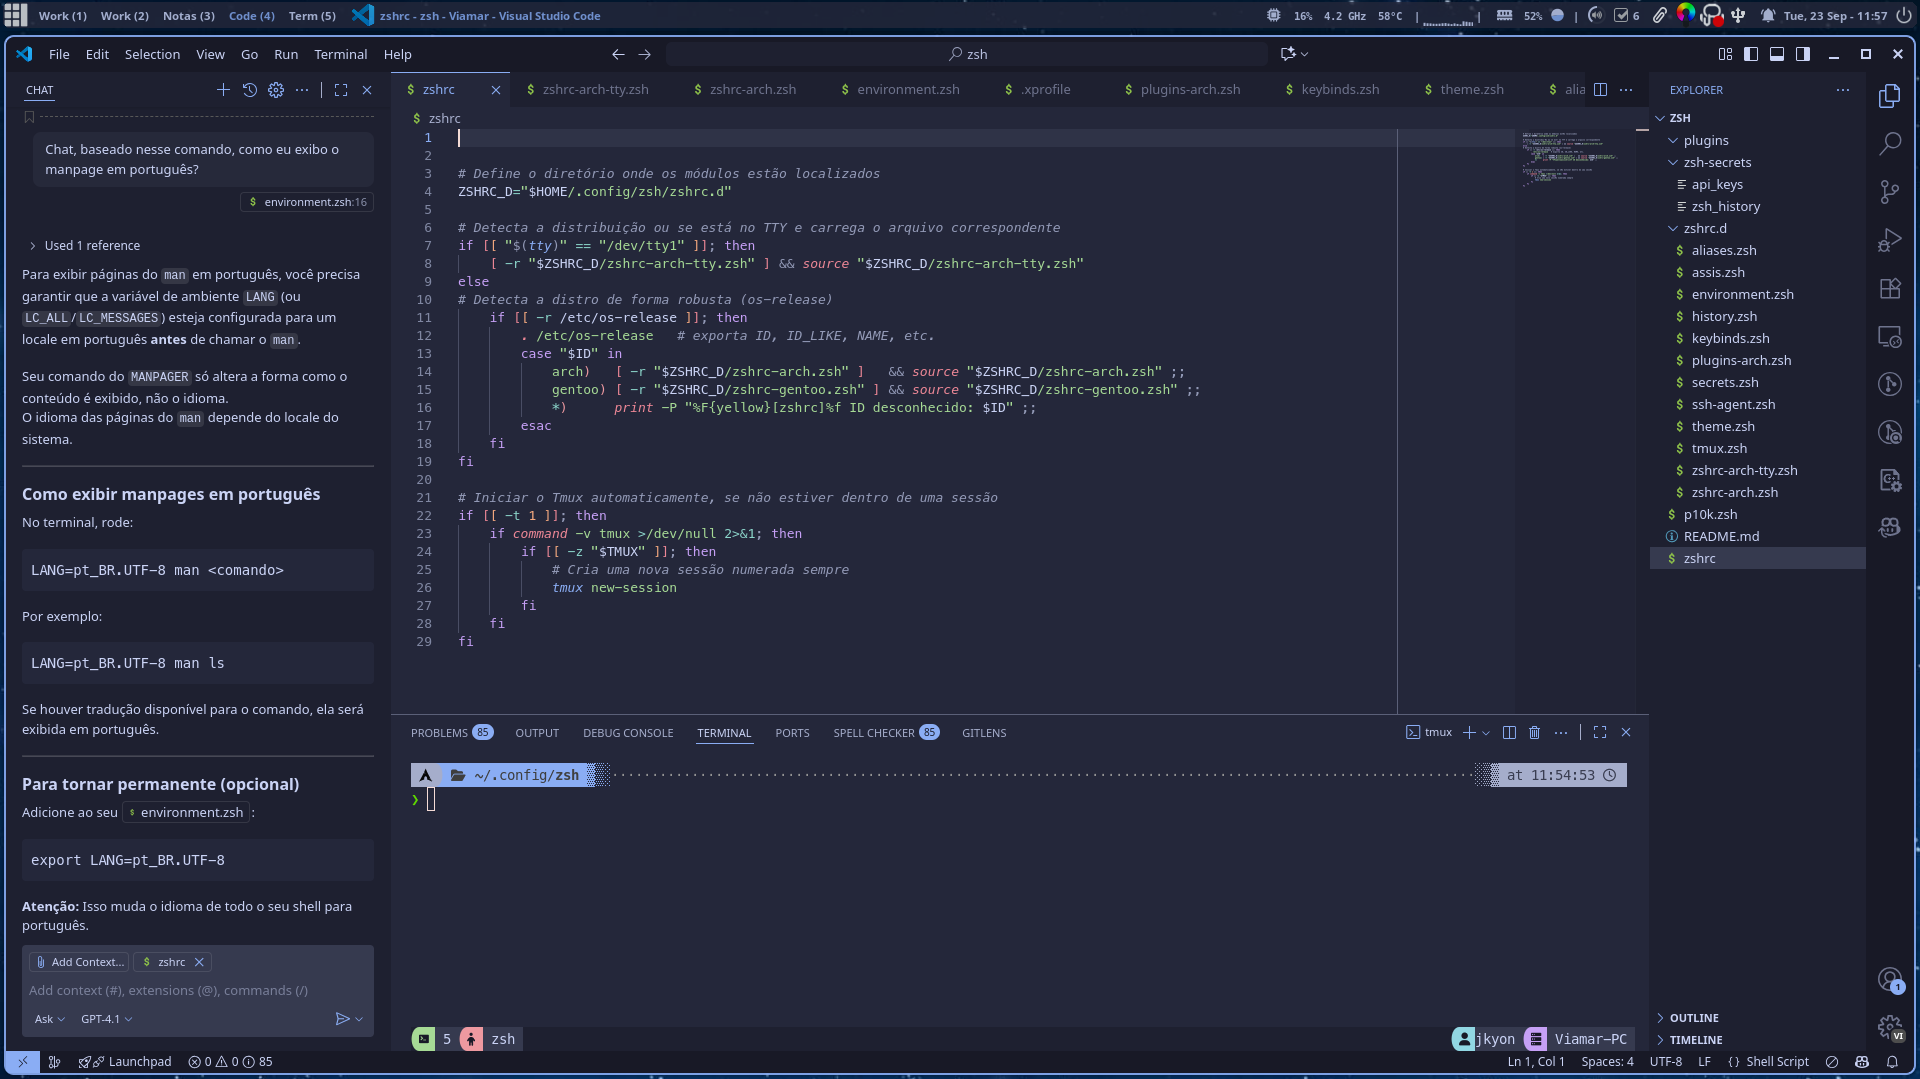 Work (1) Work (2) Notas (3) Code (4) Term (5) zshrc - zsh - Viamar - Visual Studio Code
16% 4.2 GHz 58°C 52% 6 Tue, 23 Sep - 11:57
File Edit Selection View Go Run Terminal Help
zsh
CHAT
Chat, baseado nesse comando, como eu exibo o
manpage em português?
$ environment.zsh:16
Used 1 reference
Para exibir páginas do man em português, você precisa
garantir que a variável de ambiente LANG (ou
LC_ALL/LC_MESSAGES) esteja configurada para um
locale em português antes de chamar o man.
Seu comando do MANPAGER só altera a forma como o
conteúdo é exibido, não o idioma.
O idioma das páginas do man depende do locale do
sistema.
Como exibir manpages em português
No terminal, rode:
LANG=pt_BR.UTF-8 man <comando>
Por exemplo:
LANG=pt_BR.UTF-8 man ls
Se houver tradução disponível para o comando, ela será
exibida em português.
Para tornar permanente (opcional)
Adicione ao seu $ environment.zsh :
export LANG=pt_BR.UTF-8
Atenção: Isso muda o idioma de todo o seu shell para
português.
Add Context... $ zshrc
Add context (#), extensions (@), commands (/)
Ask GPT-4.1
$ zshrc $ zshrc-arch-tty.zsh $ zshrc-arch.zsh $ environment.zsh $ .xprofile $ plugins-arch.zsh $ keybinds.zsh $ theme.zsh $ alia
$ zshrc
1
2
3 # Define o diretório onde os módulos estão localizados
4 ZSHRC_D="$HOME/.config/zsh/zshrc.d"
5
6 # Detecta a distribuição ou se está no TTY e carrega o arquivo correspondente
7 if [[ "$(tty)" == "/dev/tty1" ]]; then
8 [ -r "$ZSHRC_D/zshrc-arch-tty.zsh" ] && source "$ZSHRC_D/zshrc-arch-tty.zsh"
9 else
10 # Detecta a distro de forma robusta (os-release)
11 if [[ -r /etc/os-release ]]; then
12 . /etc/os-release # exporta ID, ID_LIKE, NAME, etc.
13 case "$ID" in
14 arch) [ -r "$ZSHRC_D/zshrc-arch.zsh" ] && source "$ZSHRC_D/zshrc-arch.zsh" ;;
15 gentoo) [ -r "$ZSHRC_D/zshrc-gentoo.zsh" ] && source "$ZSHRC_D/zshrc-gentoo.zsh" ;;
16 *) print -P "%F{yellow}[zshrc]%f ID desconhecido: $ID" ;;
17 esac
18 fi
19 fi
20
21 # Iniciar o Tmux automaticamente, se não estiver dentro de uma sessão
22 if [[ -t 1 ]]; then
23 if command -v tmux >/dev/null 2>&1; then
24 if [[ -z "$TMUX" ]]; then
25 # Cria uma nova sessão numerada sempre
26 tmux new-session
27 fi
28 fi
29 fi
PROBLEMS 85 OUTPUT DEBUG CONSOLE TERMINAL PORTS SPELL CHECKER 85 GITLENS tmux
~/.config/zsh at 11:54:53
❯
5 zsh jkyon Viamar-PC
EXPLORER
ZSH
plugins
zsh-secrets
api_keys
zsh_history
zshrc.d
$ aliases.zsh
$ assis.zsh
$ environment.zsh
$ history.zsh
$ keybinds.zsh
$ plugins-arch.zsh
$ secrets.zsh
$ ssh-agent.zsh
$ theme.zsh
$ tmux.zsh
$ zshrc-arch-tty.zsh
$ zshrc-arch.zsh
$ p10k.zsh
README.md
$ zshrc
OUTLINE
TIMELINE
1
VI
Launchpad 0 0 85 Ln 1, Col 1 Spaces: 4 UTF-8 LF { } Shell Script